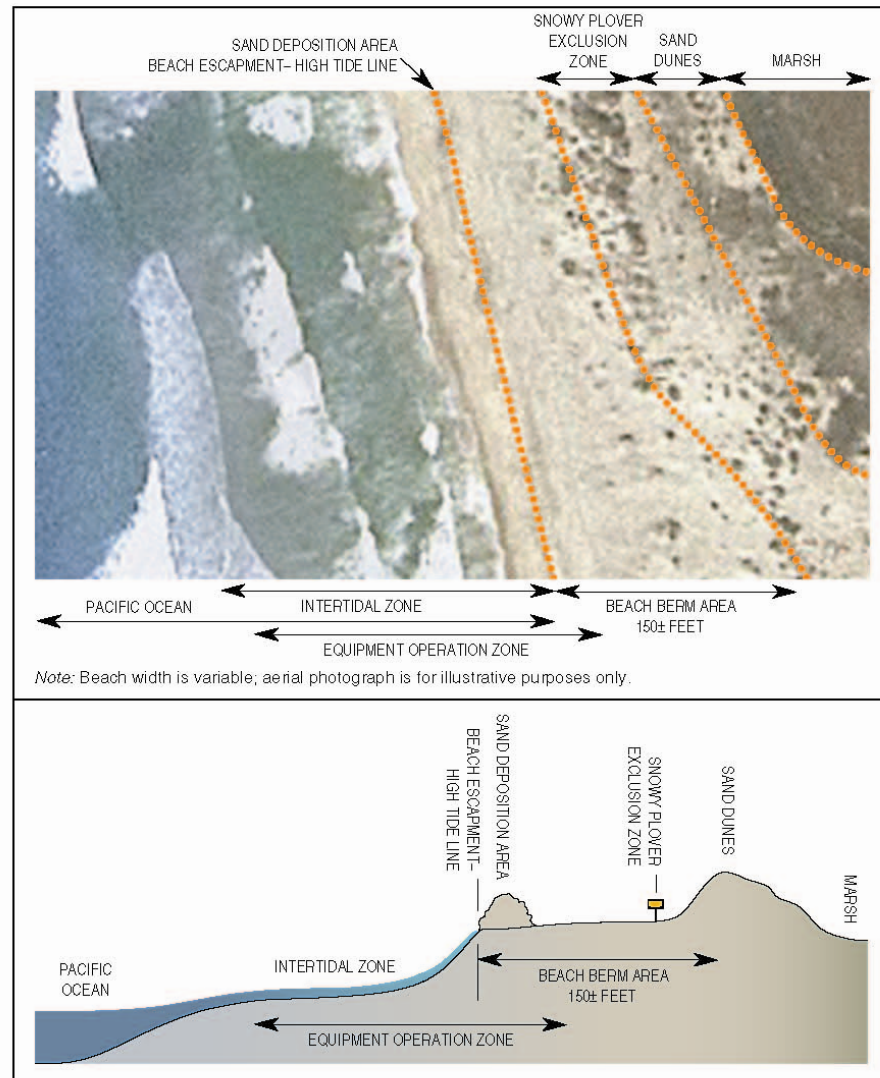 SNOWY PLOVER
EXCLUSION
ZONE
SAND
DUNES
MARSH
SAND DEPOSITION AREA
BEACH ESCAPMENT– HIGH TIDE LINE
PACIFIC OCEAN
INTERTIDAL ZONE
BEACH BERM AREA
150± FEET
EQUIPMENT OPERATION ZONE
Note: Beach width is variable; aerial photograph is for illustrative purposes only.
BEACH ESCAPMENT–
HIGH TIDE LINE
SAND DEPOSITION AREA
SNOWY PLOVER
EXCLUSION ZONE
SAND DUNES
MARSH
PACIFIC
OCEAN
INTERTIDAL ZONE
BEACH BERM AREA
150± FEET
EQUIPMENT OPERATION ZONE